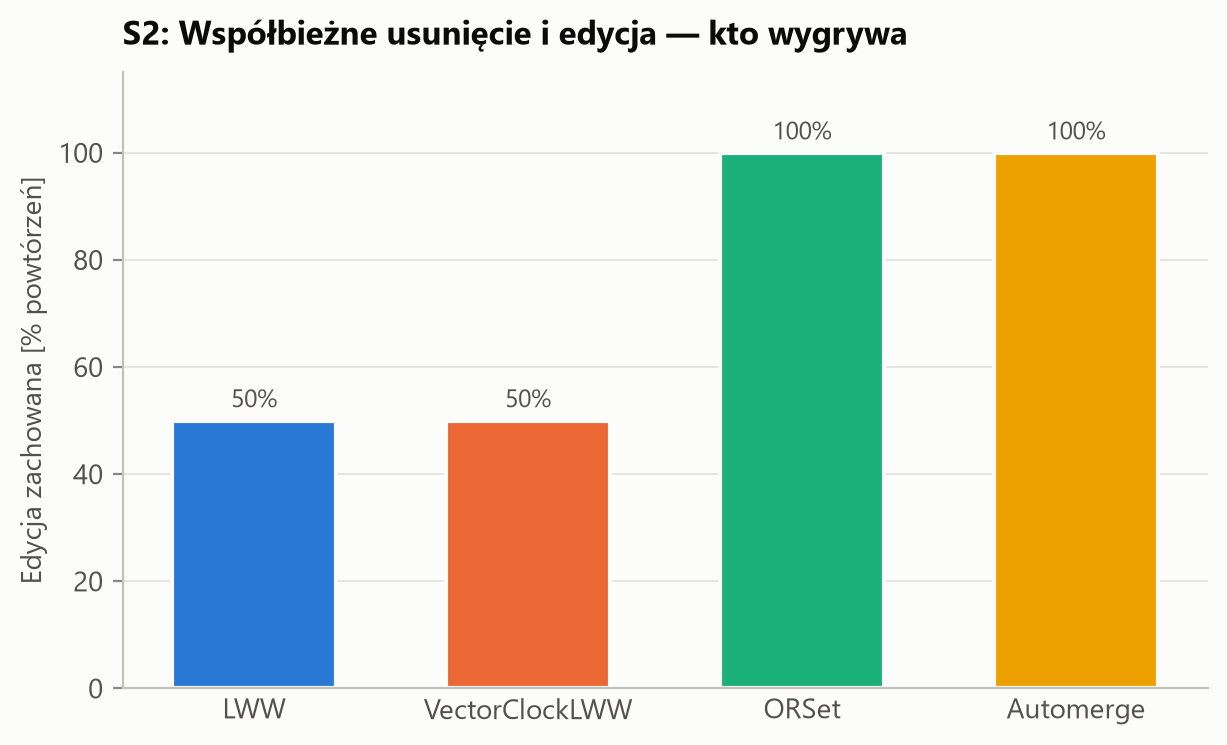 S2: Współbieżne usunięcie i edycja — kto wygrywa
Edycja zachowana [% powtórzeń]
100
80
60
40
20
0
50%
50%
100%
100%
LWW
VectorClockLWW
ORSet
Automerge